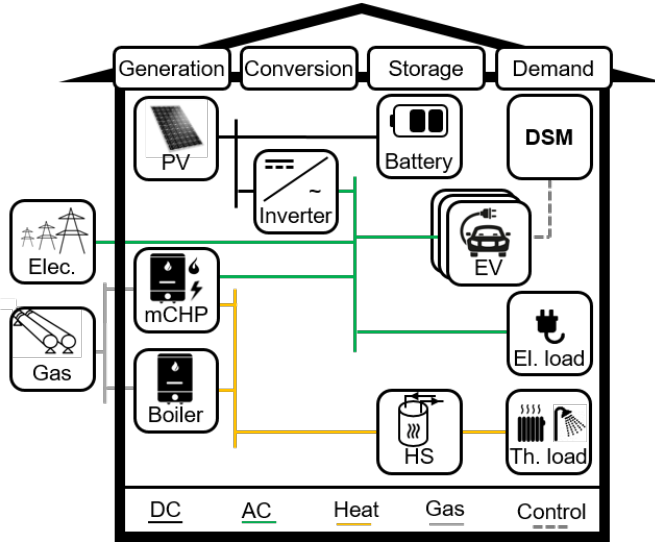 Generation Conversion Storage Demand
PV
Battery
DSM
~
Inverter
Elec.
EV
mCHP
Gas
Boiler
El. load
HS
Th. load
DC AC Heat Gas Control